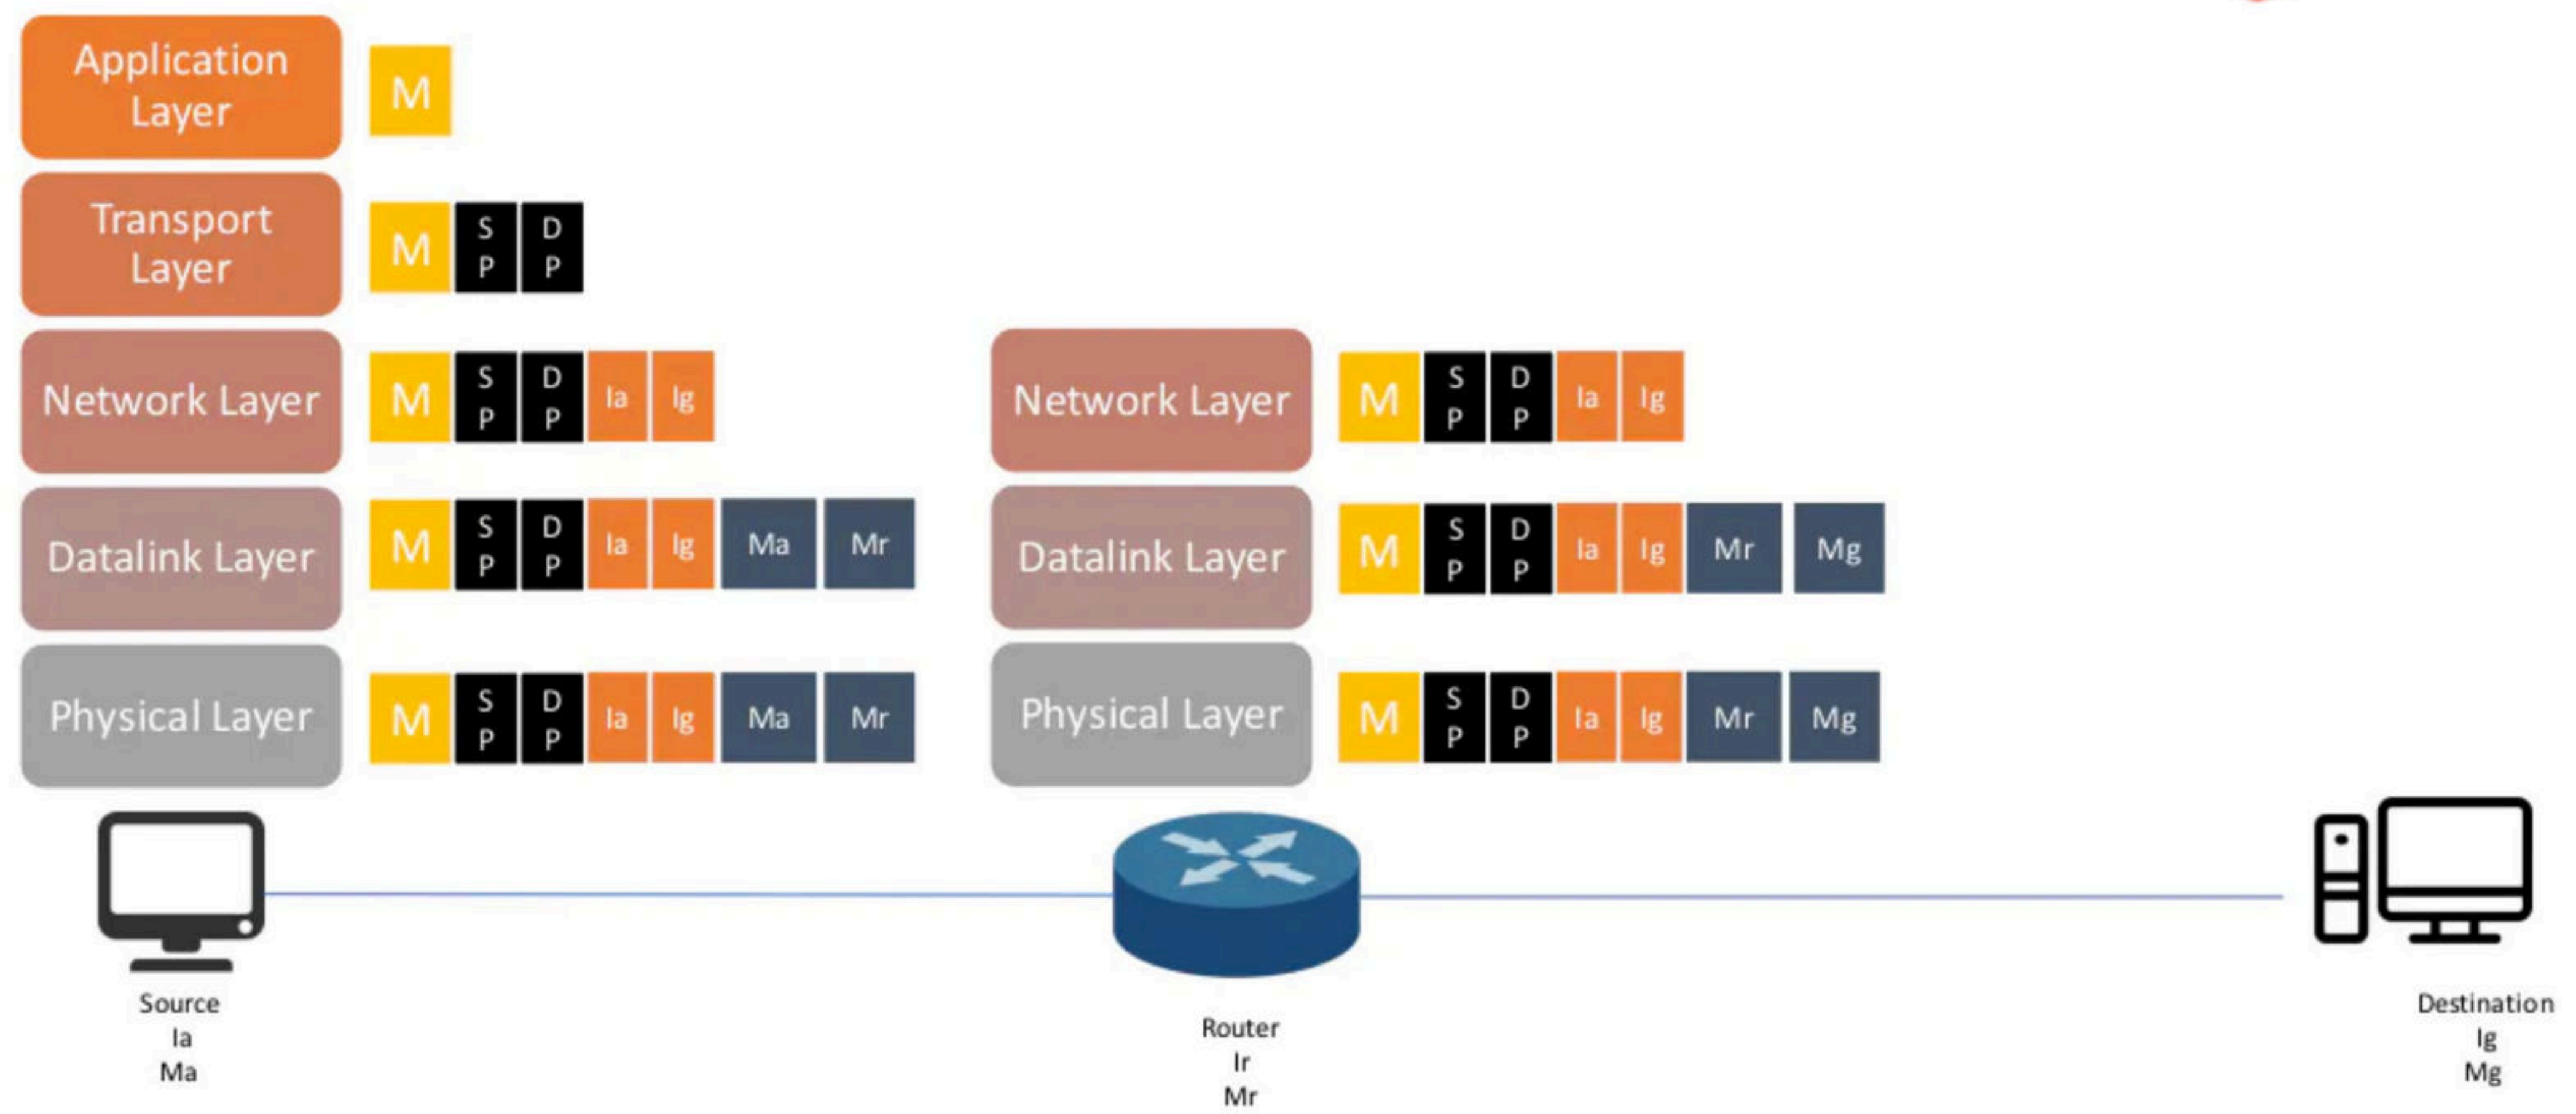 Application
Layer
M
Transport
Layer
M S P D P
Network Layer
M S P D P Ia Ig
Network Layer
M S P D P Ia Ig
Datalink Layer
M S P D P Ia Ig Ma Mr
Datalink Layer
M S P D P Ia Ig Mr Mg
Physical Layer
M S P D P Ia Ig Ma Mr
Physical Layer
M S P D P Ia Ig Mr Mg
Source
Ia
Ma
Router
Ir
Mr
Destination
Ig
Mg